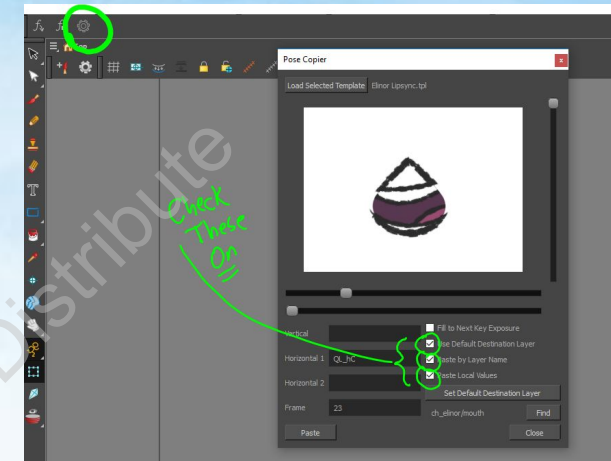 Pose Copier
x
Load Selected Template Elinor Lipsync.tpl
Check
These
On
Fill to Next Key Exposure
Vertical
Use Default Destination Layer
Horizontal 1 QL_hC
Paste by Layer Name
Paste Local Values
Horizontal 2
Set Default Destination Layer
Frame 23
ch_elinor/mouth Find
Paste Close
Distribute